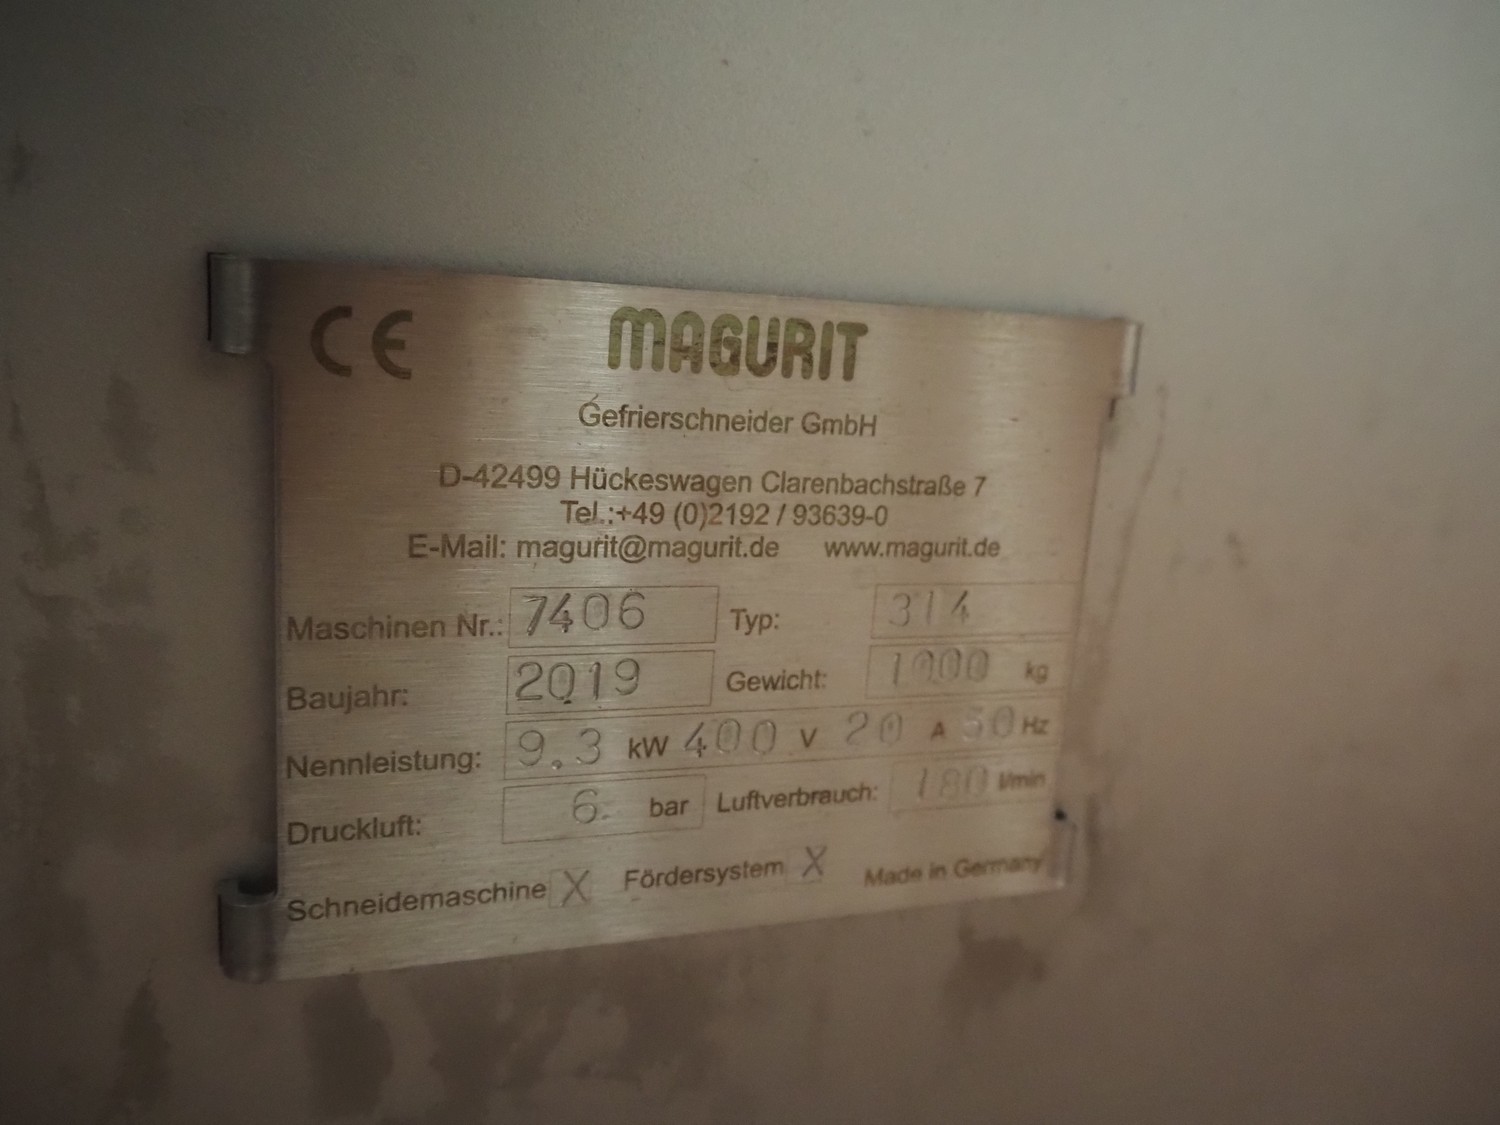 CE MAGURIT
Gefrierschneider GmbH
D-42499 Hückeswagen Clarenbachstraße 7
Tel.:+49 (0)2192 / 93639-0
E-Mail: magurit@magurit.de www.magurit.de
Maschinen Nr.: 7406 Typ: 314
Baujahr: 2019 Gewicht: 1000 kg
Nennleistung: 9.3 kW 400 V 20 A 50 Hz
Druckluft: 6 bar Luftverbrauch: 180 l/min
Schneidemaschine X Fördersystem X Made in Germany